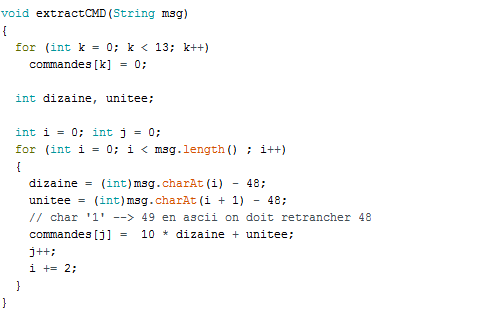 void extractCMD(String msg)
{
  for (int k = 0; k < 13; k++)
    commandes[k] = 0;

  int dizaine, unitee;

  int i = 0; int j = 0;
  for (int i = 0; i < msg.length() ; i++)
  {
    dizaine = (int)msg.charAt(i) - 48;
    unitee = (int)msg.charAt(i + 1) - 48;
    // char '1' --> 49 en ascii on doit retrancher 48
    commandes[j] =  10 * dizaine + unitee;
    j++;
    i += 2;
  }
}